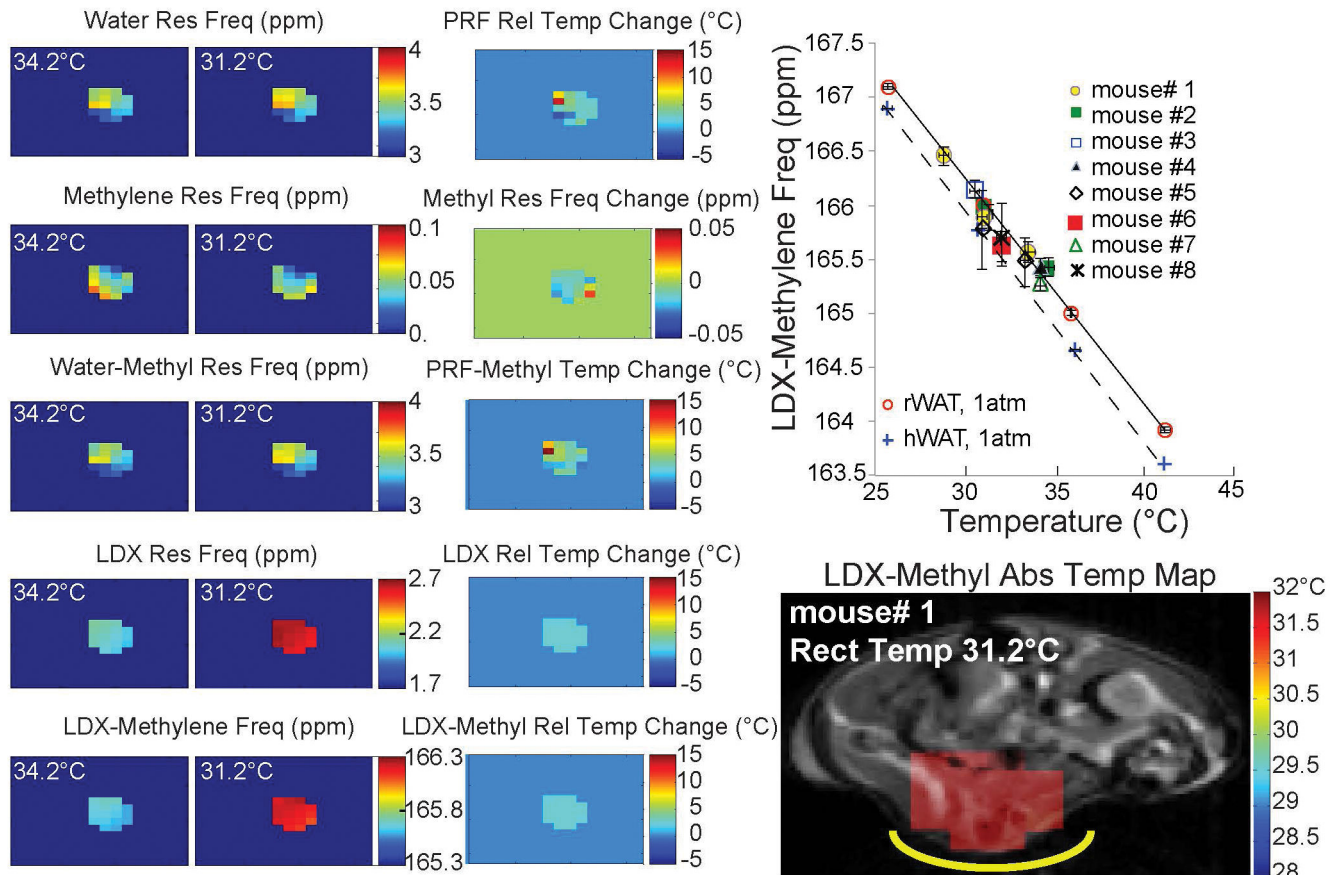 Water Res Freq (ppm)
34.2°C
31.2°C
4
3.5
3
PRF Rel Temp Change (°C)
15
10
5
0
-5
Methylene Res Freq (ppm)
34.2°C
31.2°C
0.1
0.05
0.
Methyl Res Freq Change (ppm)
0.05
0
-0.05
Water-Methyl Res Freq (ppm)
34.2°C
31.2°C
4
3.5
3
PRF-Methyl Temp Change (°C)
15
10
5
0
-5
LDX Res Freq (ppm)
34.2°C
31.2°C
2.7
2.2
1.7
LDX Rel Temp Change (°C)
15
10
5
0
-5
LDX-Methylene Freq (ppm)
34.2°C
31.2°C
166.3
165.8
165.3
LDX-Methyl Rel Temp Change (°C)
15
10
5
0
-5
LDX-Methylene Freq (ppm)
167.5
167
166.5
166
165.5
165
164.5
164
163.5
mouse# 1
mouse #2
mouse #3
mouse #4
mouse #5
mouse #6
mouse #7
mouse #8
rWAT, 1atm
hWAT, 1atm
25
30
35
40
45
Temperature (°C)
LDX-Methyl Abs Temp Map
mouse# 1
Rect Temp 31.2°C
32°C
31.5
31
30.5
30
29.5
29
28.5
28